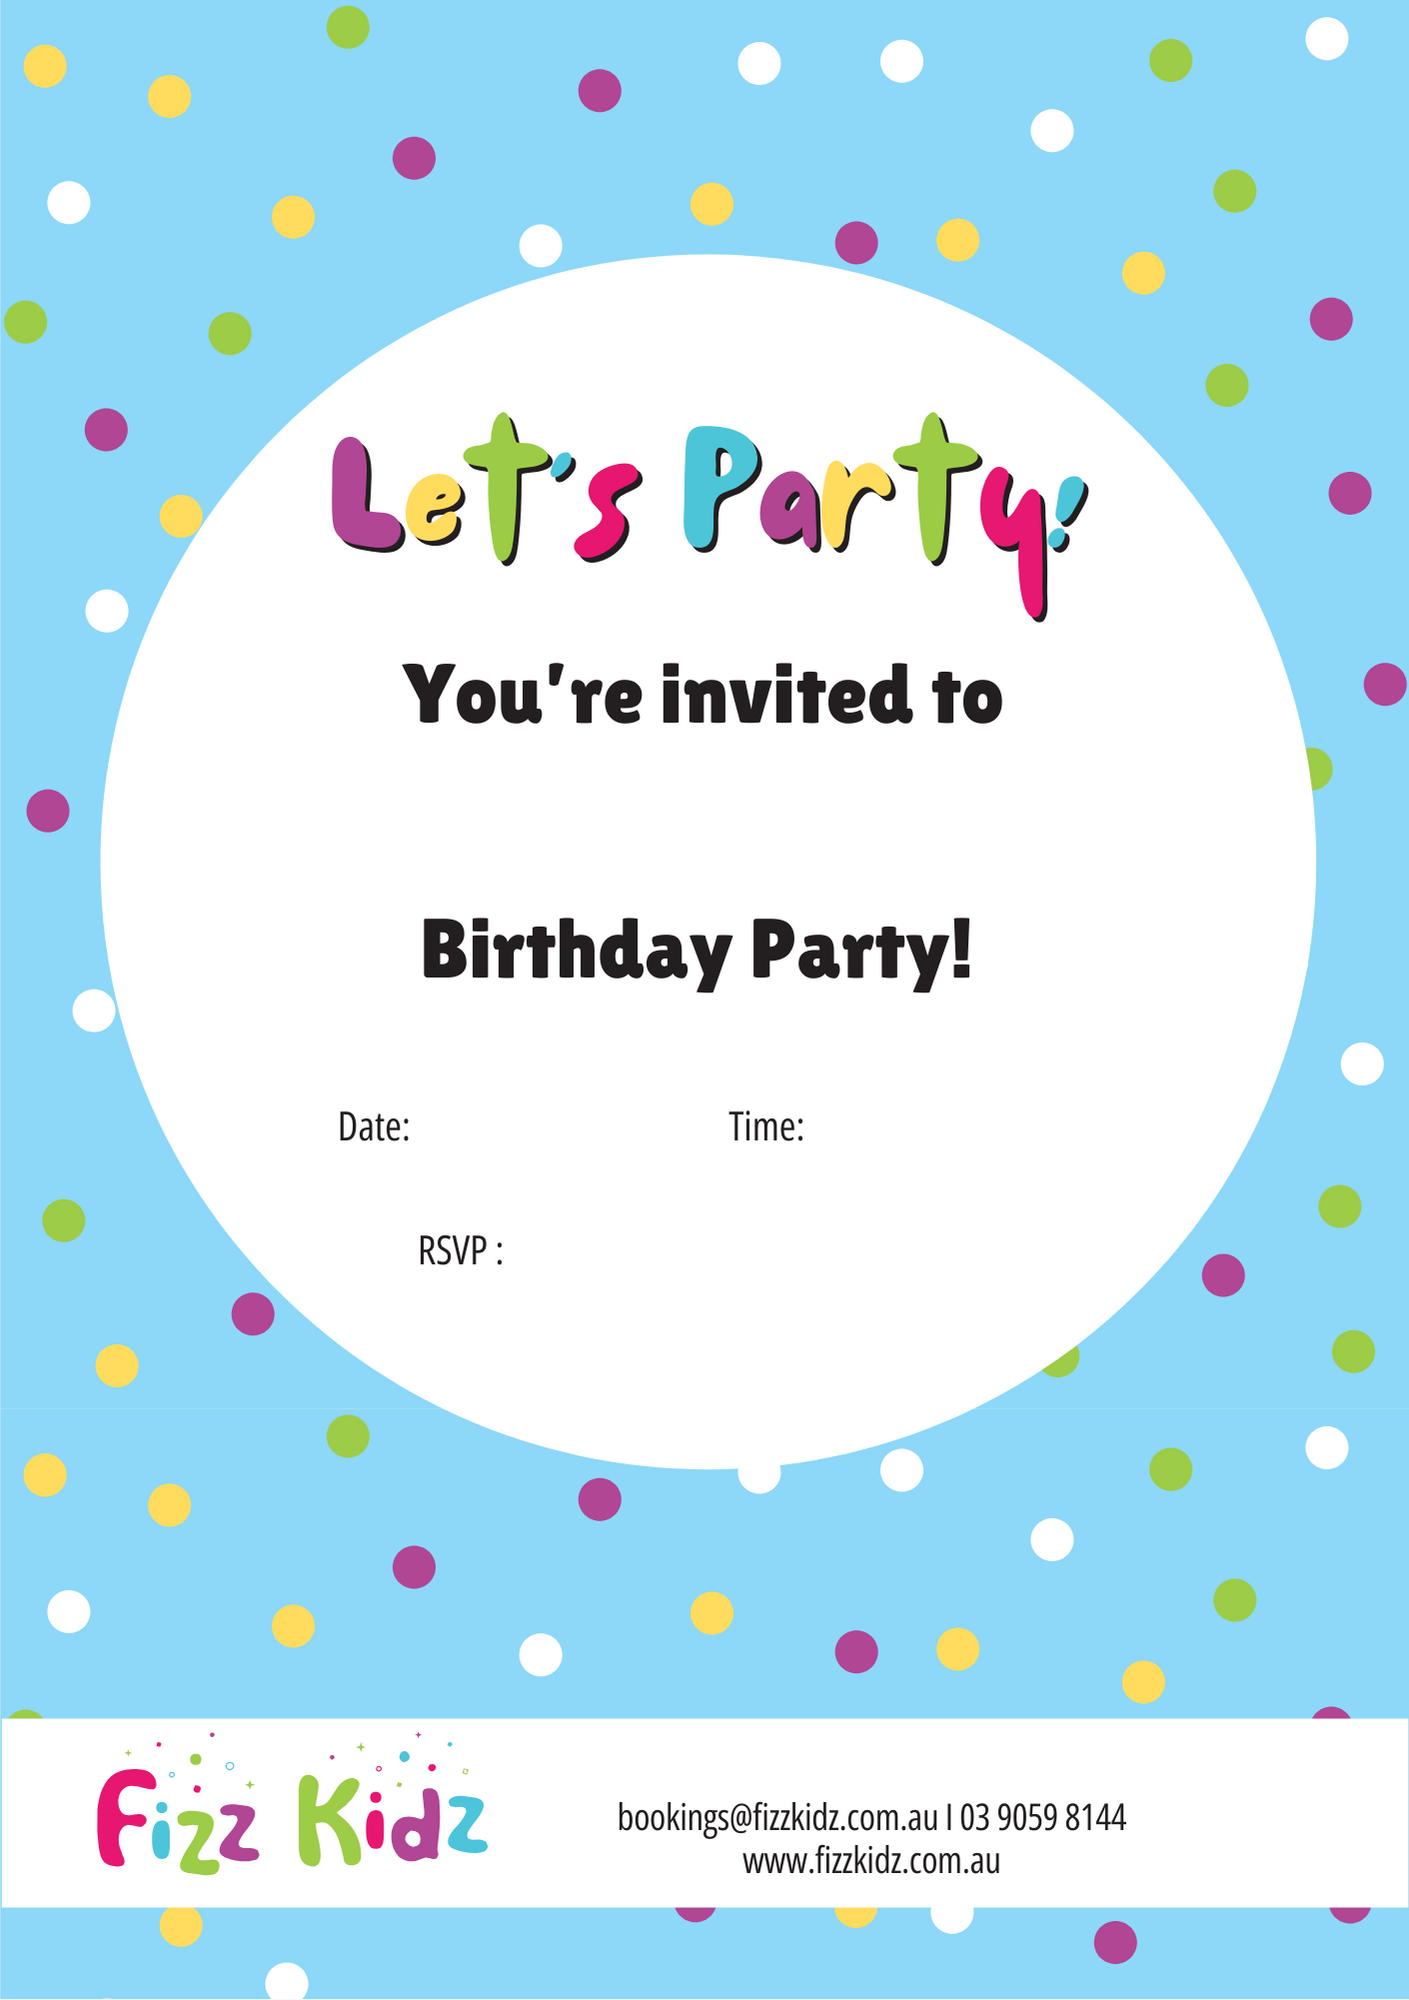 Let's Party!
You're invited to
Birthday Party!
Date: Time:
RSVP :
Fizz Kidz
bookings@fizzkidz.com.au I 03 9059 8144
www.fizzkidz.com.au